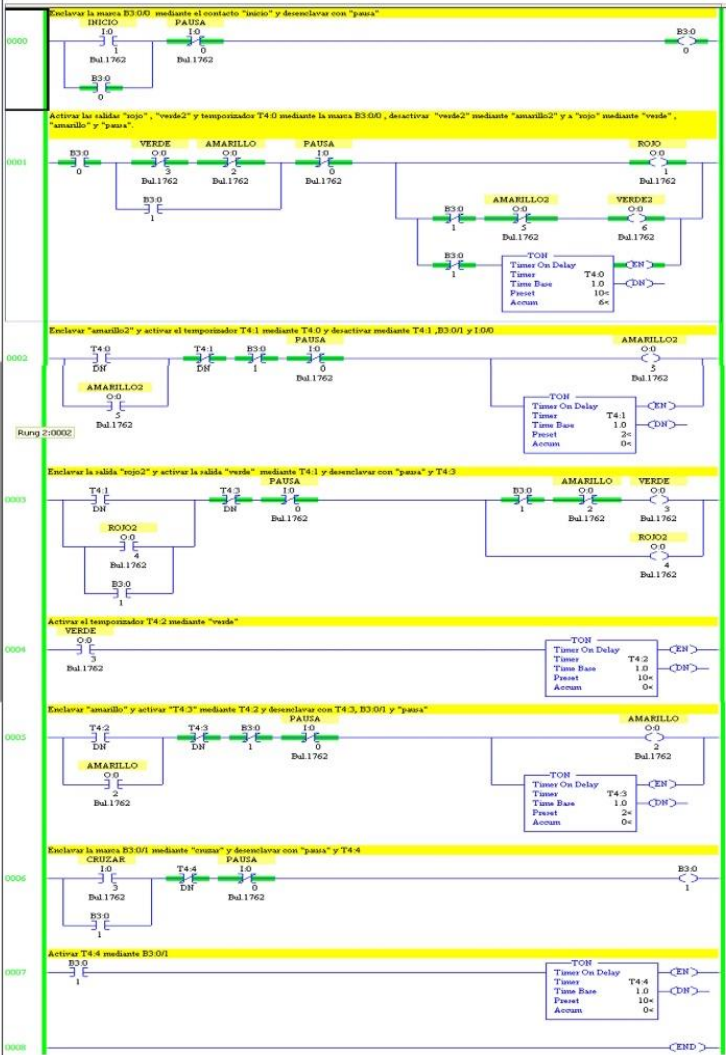 Enclavar la marca B3:0/0 mediante el contacto "inicio" y desenclavar con "pausa"
INICIO PAUSA
I:0 I:0 B3:0
0000
1 0 0
Bul.1762 Bul.1762
B3:0
0
Activar las salidas "rojo" , "verde2" y temporizador T4:0 mediante la marca B3:0/0 , desactivar "verde2" mediante "amarillo2" y a "rojo" mediante "verde" ,
"amarillo" y "pausa".
VERDE AMARILLO PAUSA ROJO
B3:0 O:0 O:0 I:0 O:0
0001
0 3 2 0 1
Bul.1762 Bul.1762 Bul.1762 Bul.1762
B3:0
1
AMARILLO2 VERDE2
B3:0 O:0 O:0
1 5 6
Bul.1762 Bul.1762
B3:0 TON
1 Timer On Delay EN
Timer T4:0
Time Base 1.0 DN
Preset 10<
Accum 6<
Enclavar "amarillo2" y activar el temporizador T4:1 mediante T4:0 y desactivar mediante T4:1 ,B3:0/1 y I:0/0
PAUSA AMARILLO2
T4:0 T4:1 B3:0 I:0 O:0
0002
DN DN 1 0 5
Bul.1762 Bul.1762
AMARILLO2
O:0
5
Bul.1762
TON
Timer On Delay EN
Timer T4:1
Time Base 1.0 DN
Preset 2<
Accum 0<
Rung 2:0002
Enclavar la salida "rojo2" y activar la salida "verde" mediante T4:1 y desenclavar con "pausa" y T4:3
PAUSA AMARILLO VERDE
T4:1 T4:3 I:0 B3:0 O:0 O:0
0003
DN DN 0 1 2 3
Bul.1762 Bul.1762 Bul.1762
ROJO2 ROJO2
O:0 O:0
4 4
Bul.1762 Bul.1762
B3:0
1
Activar el temporizador T4:2 mediante "verde"
VERDE
O:0
0004
3
Bul.1762
TON
Timer On Delay EN
Timer T4:2
Time Base 1.0 DN
Preset 10<
Accum 0<
Enclavar "amarillo" y activar "T4:3" mediante T4:2 y desenclavar con T4:3, B3:0/1 y "pausa"
PAUSA AMARILLO
T4:2 T4:3 B3:0 I:0 O:0
0005
DN DN 1 0 2
Bul.1762 Bul.1762
AMARILLO
O:0
2
Bul.1762
TON
Timer On Delay EN
Timer T4:3
Time Base 1.0 DN
Preset 2<
Accum 0<
Enclavar la marca B3:0/1 mediante "cruzar" y desenclavar con "pausa" y T4:4
CRUZAR PAUSA
I:0 T4:4 I:0 B3:0
0006
3 DN 0 1
Bul.1762 Bul.1762
B3:0
1
Activar T4:4 mediante B3:0/1
B3:0
0007
1
TON
Timer On Delay EN
Timer T4:4
Time Base 1.0 DN
Preset 10<
Accum 0<
0008 END